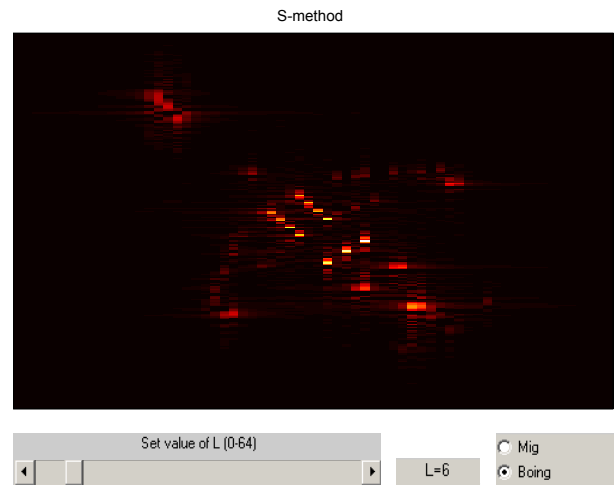 S-method
Set value of L (0-64)
L=6
Mig
Boing